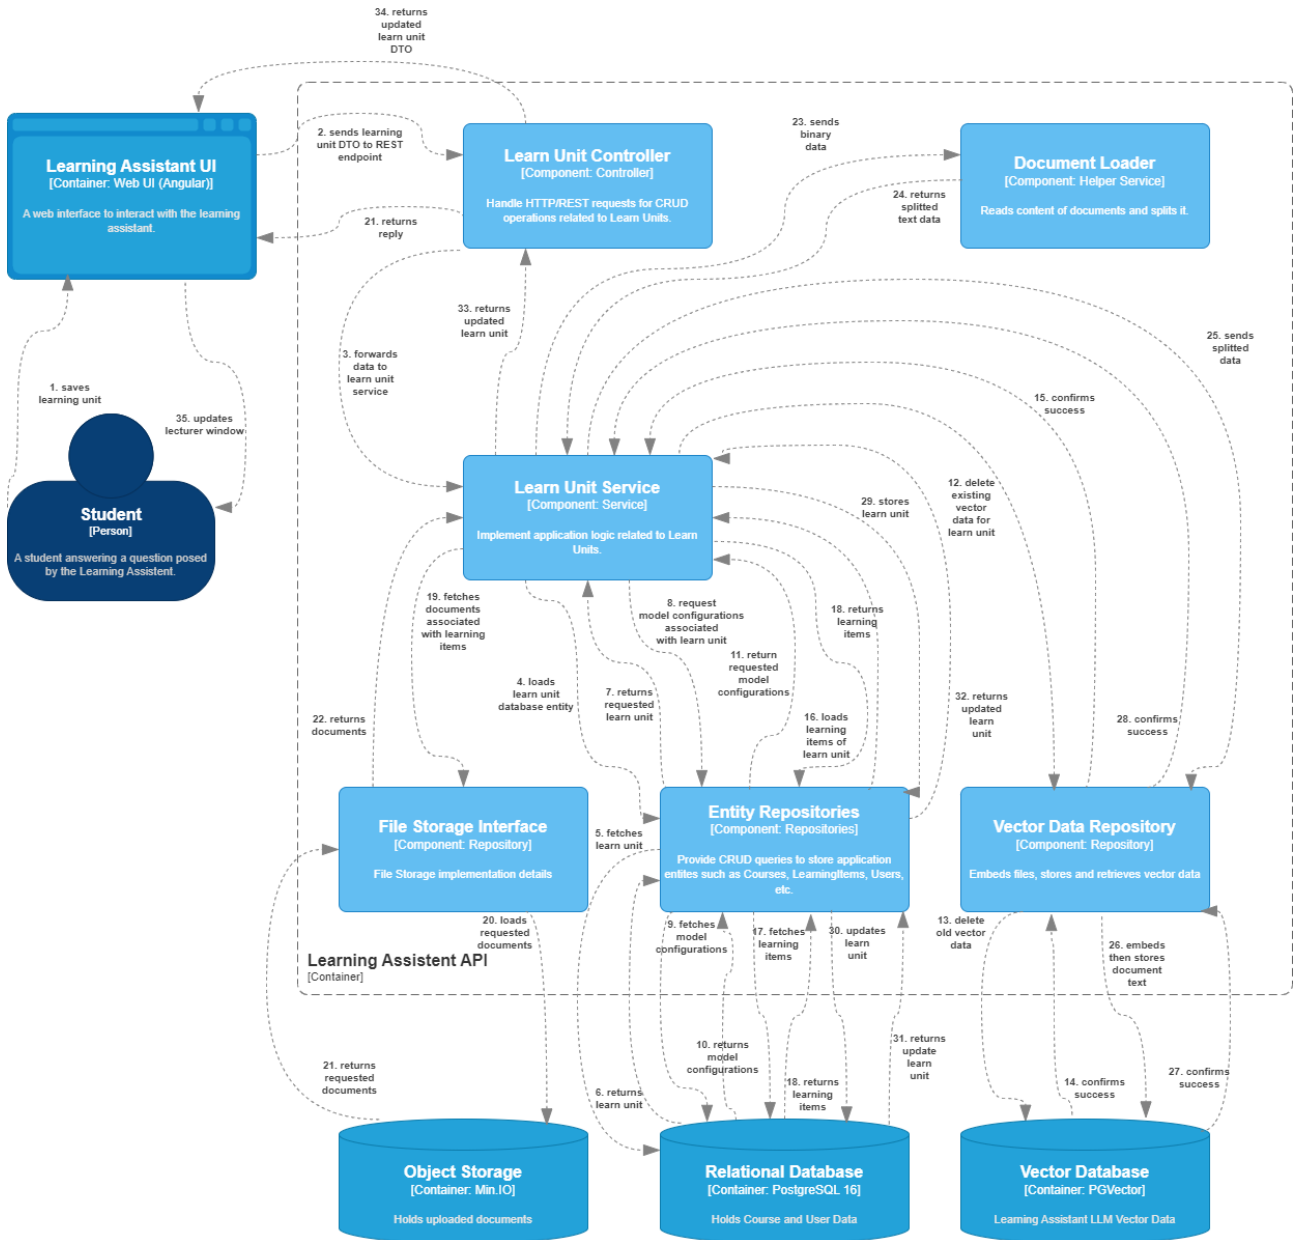 34. returns
updated
learn unit
DTO
Learning Assistant UI
[Container: Web UI (Angular)]
A web interface to interact with the learning
assistant.
2. sends learning
unit DTO to REST
endpoint
21. returns
reply
Learn Unit Controller
[Component: Controller]
Handle HTTP/REST requests for CRUD
operations related to Learn Units.
23. sends
binary
data
24. returns
splitted
text data
Document Loader
[Component: Helper Service]
Reads content of documents and splits it.
33. returns
updated
learn unit
3. forwards
data to
learn unit
service
25. sends
splitted
data
1. saves
learning unit
35. updates
lecturer window
15. confirms
success
Student
[Person]
A student answering a question posed
by the Learning Assistent.
Learn Unit Service
[Component: Service]
Implement application logic related to Learn
Units.
29. stores
learn unit
12. delete
existing
vector
data for
learn unit
19. fetches
documents
associated
with learning
items
8. request
model configurations
associated
with learn unit
18. returns
learning
items
11. return
requested
model
configurations
4. loads
learn unit
database entity
7. returns
requested
learn unit
22. returns
documents
16. loads
learning
items of
learn unit
32. returns
updated
learn
unit
28. confirms
success
File Storage Interface
[Component: Repository]
File Storage implementation details
5. fetches
learn unit
Entity Repositories
[Component: Repositories]
Provide CRUD queries to store application
entites such as Courses, LearningItems, Users,
etc.
Vector Data Repository
[Component: Repository]
Embeds files, stores and retrieves vector data
20. loads
requested
documents
9. fetches
model
configurations
17. fetches
learning
items
30. updates
learn
unit
13. delete
old vector
data
26. embeds
then stores
document
text
Learning Assistent API
[Container]
21. returns
requested
documents
10. returns
model
configurations
31. returns
update
learn
unit
6. returns
learn unit
18. returns
learning
items
14. confirms
success
27. confirms
success
Object Storage
[Container: Min.IO]
Holds uploaded documents
Relational Database
[Container: PostgreSQL 16]
Holds Course and User Data
Vector Database
[Container: PGVector]
Learning Assistant LLM Vector Data